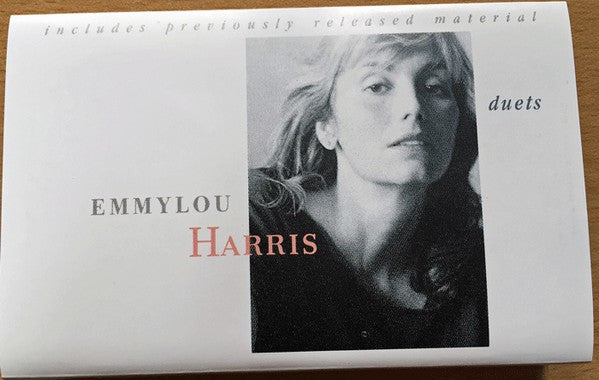 includes previously released material
duets
EMMYLOU
HARRIS